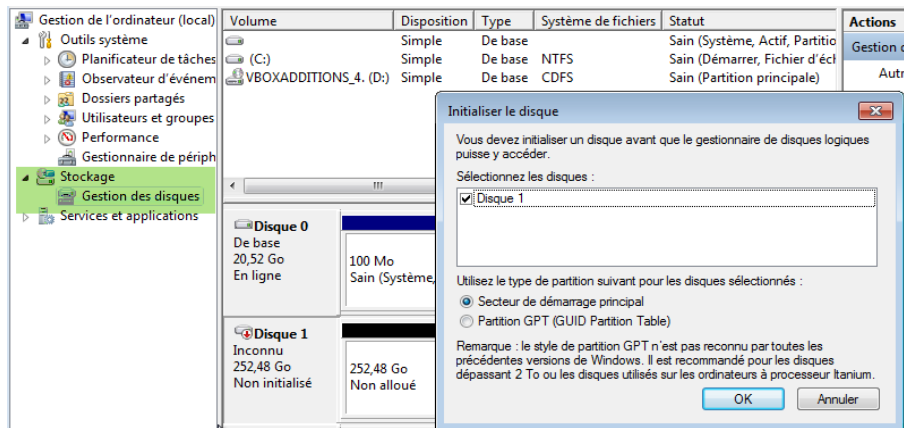 Gestion de l'ordinateur (local)
Outils système
Planificateur de tâches
Observateur d'événem
Dossiers partagés
Utilisateurs et groupes
Performance
Gestionnaire de périph
Stockage
Gestion des disques
Services et applications
Volume Disposition Type Système de fichiers Statut
Simple De base Sain (Système, Actif, Partitio
(C:) Simple De base NTFS Sain (Démarrer, Fichier d'éch
VBOXADDITIONS_4. (D:) Simple De base CDFS Sain (Partition principale)
Actions
Gestion d
Autr
Disque 0
De base
20,52 Go
En ligne
100 Mo
Sain (Système,
Disque 1
Inconnu
252,48 Go
Non initialisé
252,48 Go
Non alloué
Initialiser le disque
Vous devez initialiser un disque avant que le gestionnaire de disques logiques
puisse y accéder.
Sélectionnez les disques :
Disque 1
Utilisez le type de partition suivant pour les disques sélectionnés :
Secteur de démarrage principal
Partition GPT (GUID Partition Table)
Remarque : le style de partition GPT n'est pas reconnu par toutes les
précédentes versions de Windows. Il est recommandé pour les disques
dépassant 2 To ou les disques utilisés sur les ordinateurs à processeur Itanium.
OK Annuler